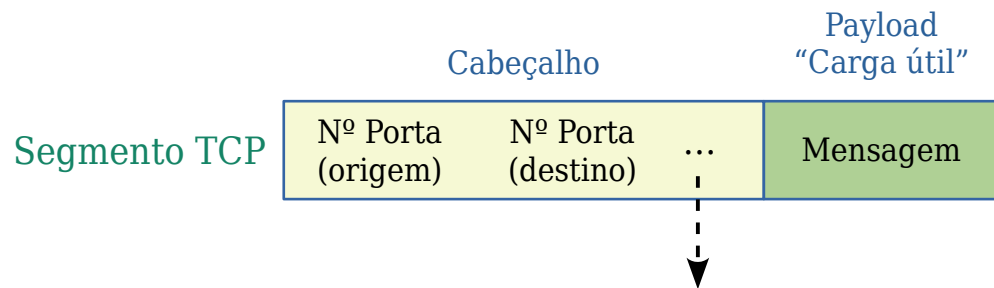 Payload
“Carga útil”
Cabeçalho
Segmento TCP
Nº Porta
(origem)
Nº Porta
(destino)
...
Mensagem